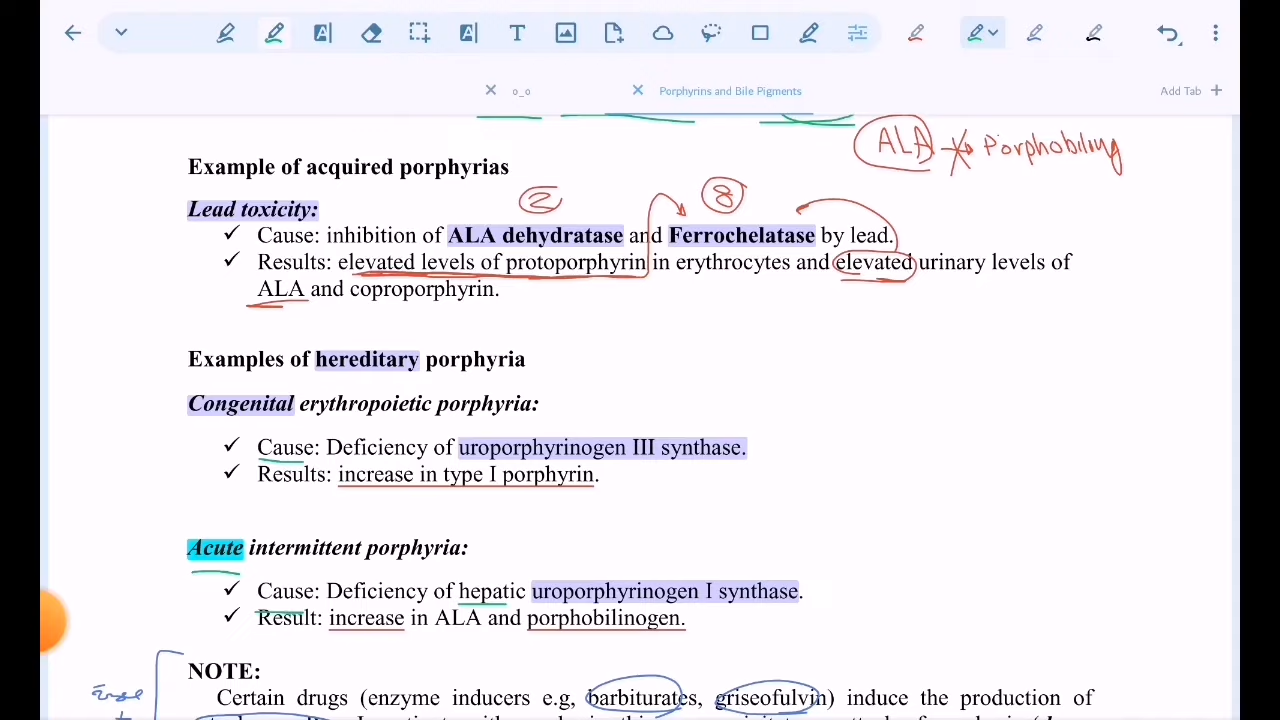 o_o
Porphyrins and Bile Pigments
Add Tab
ALA Porphobilinog
Example of acquired porphyrias
2 8
Lead toxicity:
✓ Cause: inhibition of ALA dehydratase and Ferrochelatase by lead.
✓ Results: elevated levels of protoporphyrin in erythrocytes and elevated urinary levels of
ALA and coproporphyrin.
Examples of hereditary porphyria
Congenital erythropoietic porphyria:
✓ Cause: Deficiency of uroporphyrinogen III synthase.
✓ Results: increase in type I porphyrin.
Acute intermittent porphyria:
✓ Cause: Deficiency of hepatic uroporphyrinogen I synthase.
✓ Result: increase in ALA and porphobilinogen.
NOTE:
Certain drugs (enzyme inducers e.g, barbiturates, griseofulvin) induce the production of